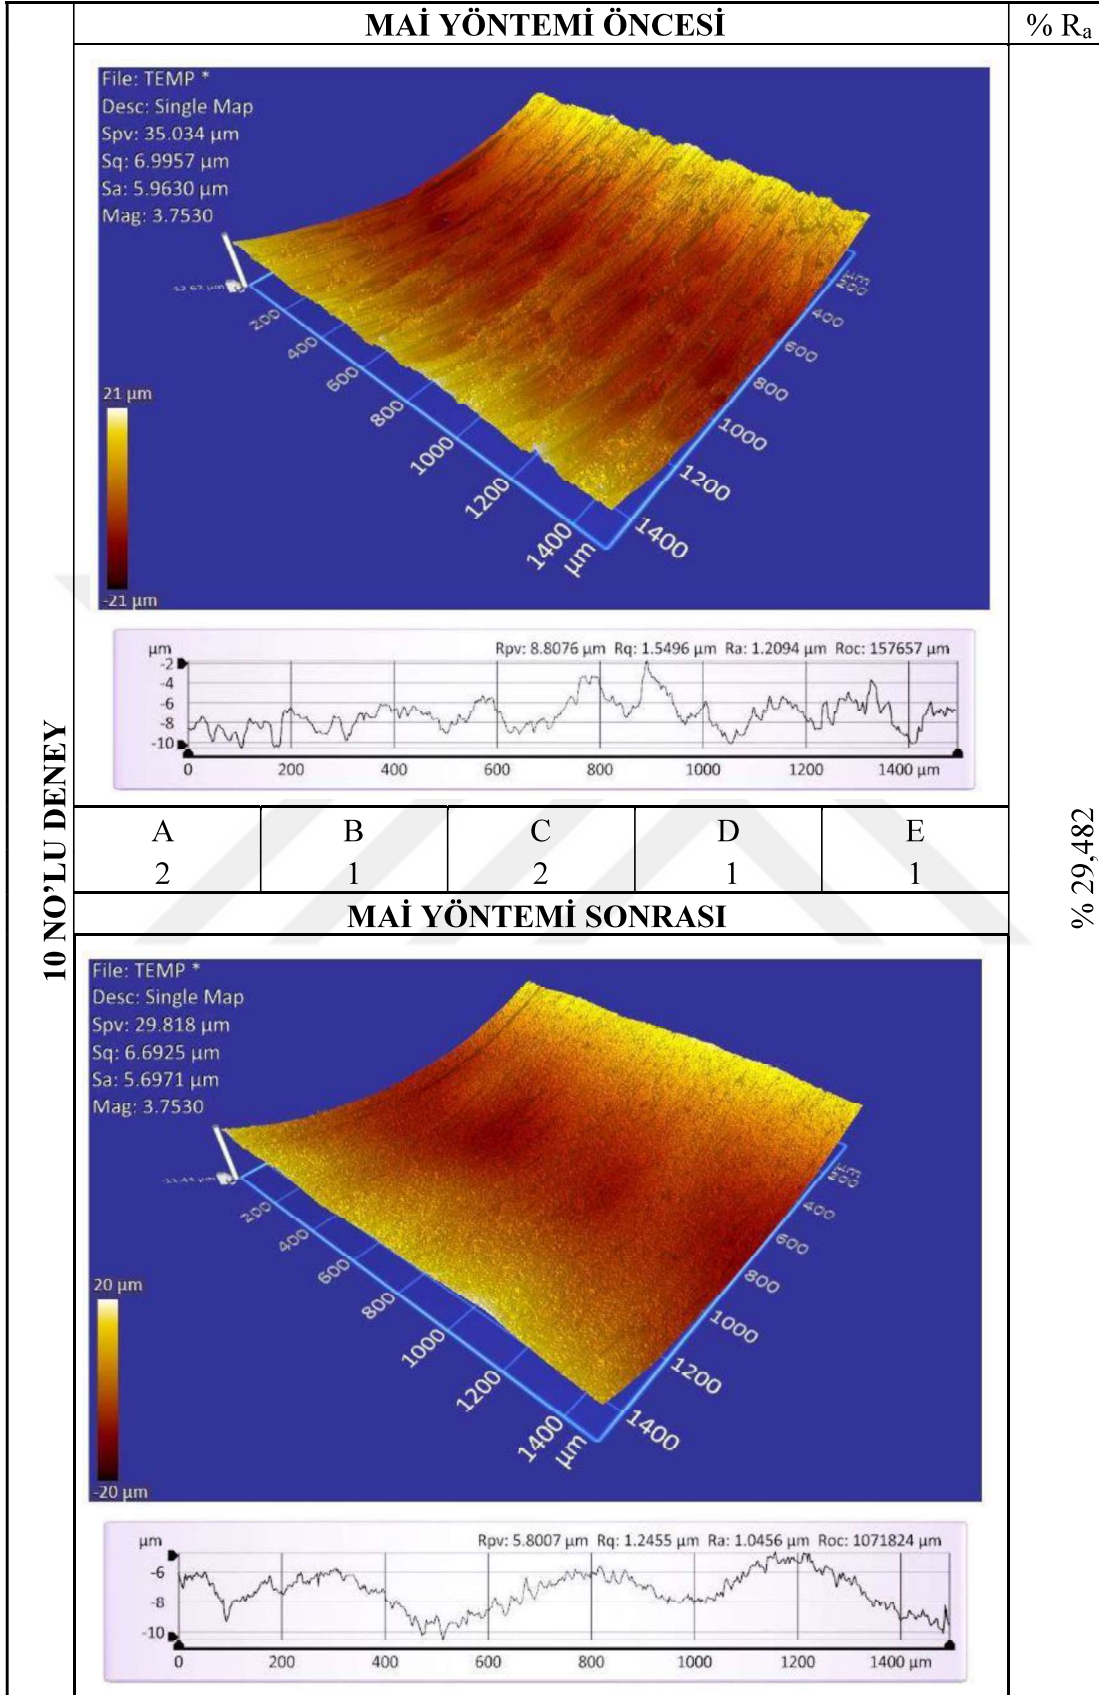 MAİ YÖNTEMİ ÖNCESİ
% Ra
File: TEMP *
Desc: Single Map
Spv: 35.034 µm
Sq: 6.9957 µm
Sa: 5.9630 µm
Mag: 3.7530
200
400
600
800
1000
1200
1400
µm
µm
200
400
600
800
1000
1200
1400
21 µm
-21 µm
µm
Rpv: 8.8076 µm Rq: 1.5496 µm Ra: 1.2094 µm Roc: 157657 µm
-2
-4
-6
-8
-10
0 200 400 600 800 1000 1200 1400 µm
10 NO’LU DENEY
A B C D E
2 1 2 1 1
% 29,482
MAİ YÖNTEMİ SONRASI
File: TEMP *
Desc: Single Map
Spv: 29.818 µm
Sq: 6.6925 µm
Sa: 5.6971 µm
Mag: 3.7530
200
400
600
800
1000
1200
1400
µm
µm
200
400
600
800
1000
1200
1400
20 µm
-20 µm
µm
Rpv: 5.8007 µm Rq: 1.2455 µm Ra: 1.0456 µm Roc: 1071824 µm
-6
-8
-10
0 200 400 600 800 1000 1200 1400 µm